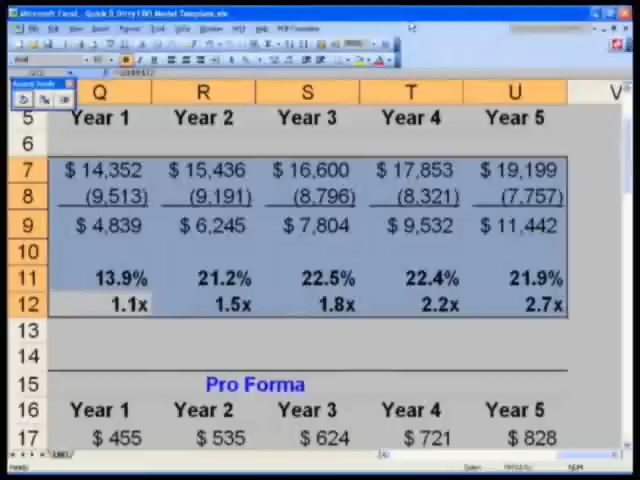 Microsoft Excel - Quick & Dirty LBO Model Template.xls
Q R S T U V
5 Year 1 Year 2 Year 3 Year 4 Year 5
6
7 $ 14,352 $ 15,436 $ 16,600 $ 17,853 $ 19,199
8 (9,513) (9,191) (8,796) (8,321) (7,757)
9 $ 4,839 $ 6,245 $ 7,804 $ 9,532 $ 11,442
10
11 13.9% 21.2% 22.5% 22.4% 21.9%
12 1.1x 1.5x 1.8x 2.2x 2.7x
13
14
15 Pro Forma
16 Year 1 Year 2 Year 3 Year 4 Year 5
17 $ 455 $ 535 $ 624 $ 721 $ 828
Ready